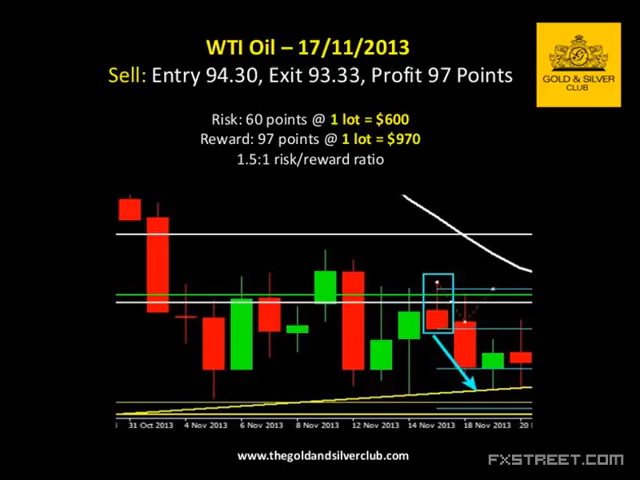 WTI Oil – 17/11/2013
Sell: Entry 94.30, Exit 93.33, Profit 97 Points
GOLD & SILVER
CLUB
Risk: 60 points @ 1 lot = $600
Reward: 97 points @ 1 lot = $970
1.5:1 risk/reward ratio
31 Oct 2013 4 Nov 2013 6 Nov 2013 8 Nov 2013 12 Nov 2013 14 Nov 2013 18 Nov 2013 20
www.thegoldandsilverclub.com
FXSTREET.COM